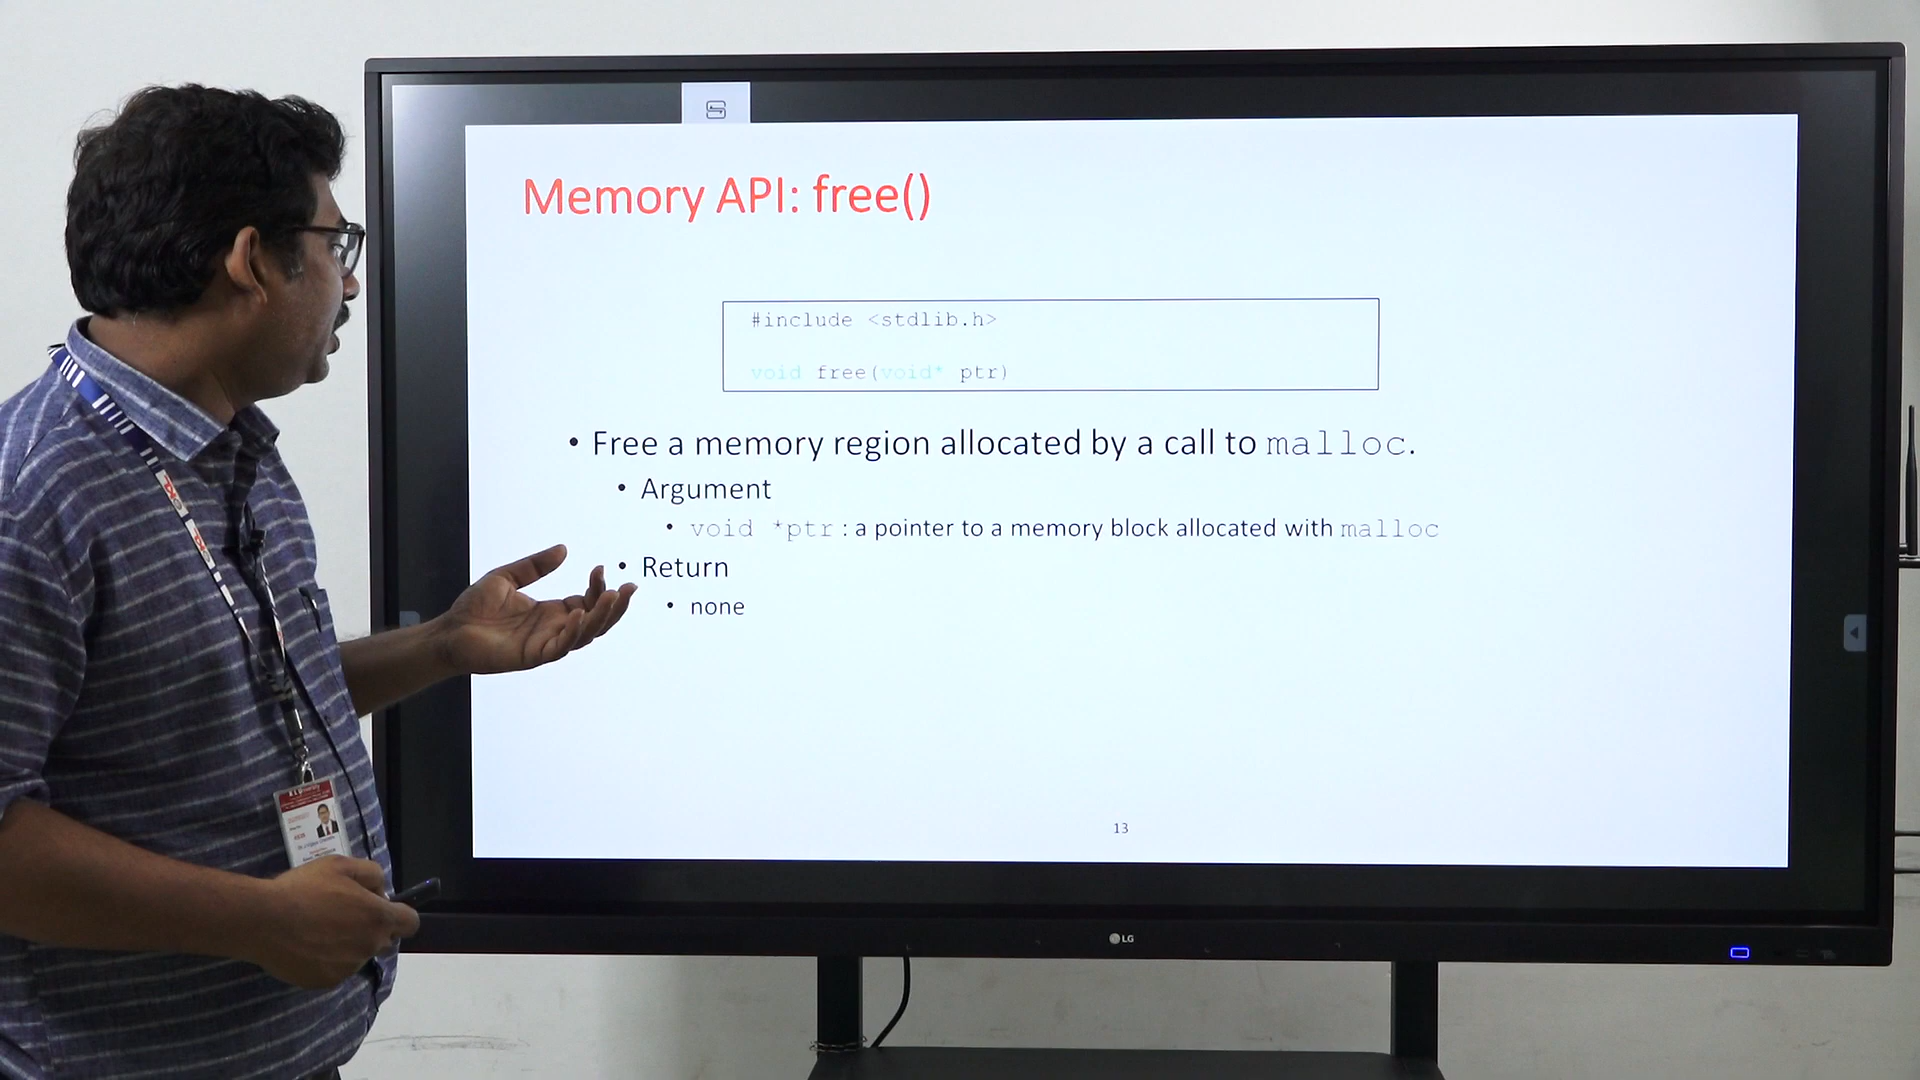 Memory API: free()
#include <stdlib.h>
void free(void* ptr)
• Free a memory region allocated by a call to malloc.
• Argument
• void *ptr : a pointer to a memory block allocated with malloc
• Return
• none
13
LG